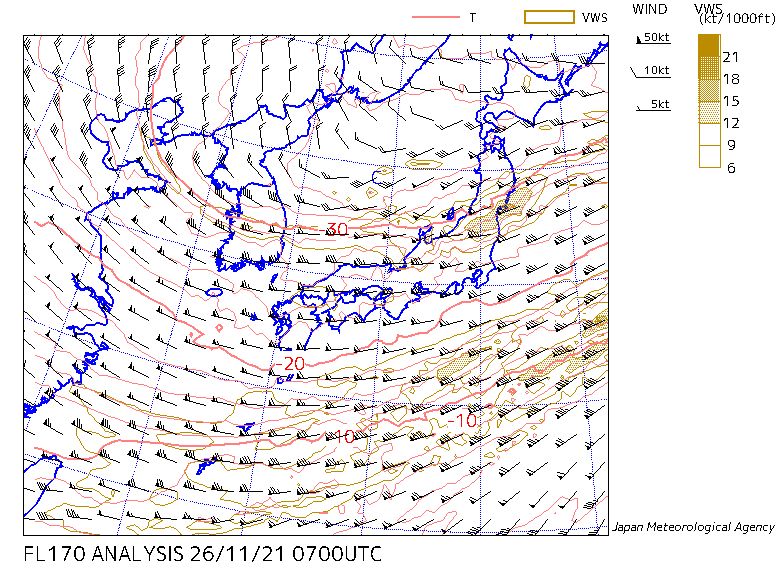 T
VWS
WIND
50kt
10kt
5kt
VWS
(kt/1000ft)
21
18
15
12
9
6
-30
-20
-10
-10
Japan Meteorological Agency
FL170 ANALYSIS 26/11/21 0700UTC